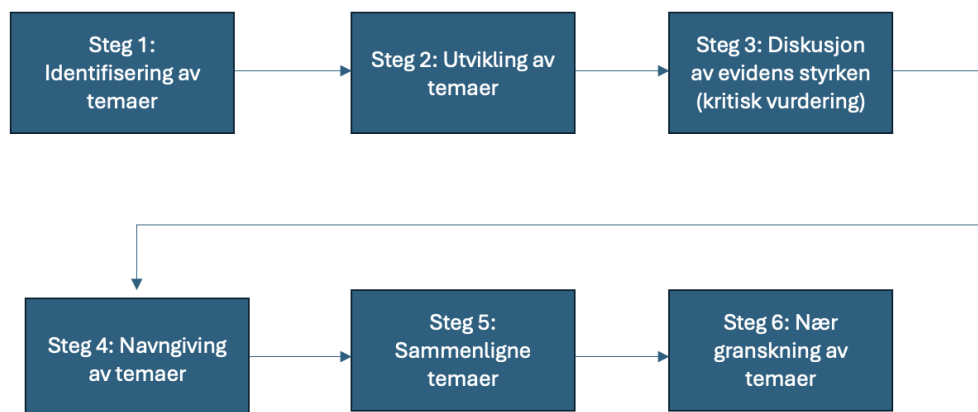 Steg 1:
Identifisering av
temaer
Steg 2: Utvikling av
temaer
Steg 3: Diskusjon
av evidens styrken
(kritisk vurdering)
Steg 4: Navngiving
av temaer
Steg 5:
Sammenligne
temaer
Steg 6: Nær
granskning av
temaer